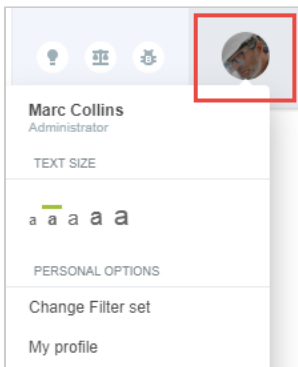 Marc Collins
Administrator
TEXT SIZE
a a a a a
PERSONAL OPTIONS
Change Filter set
My profile